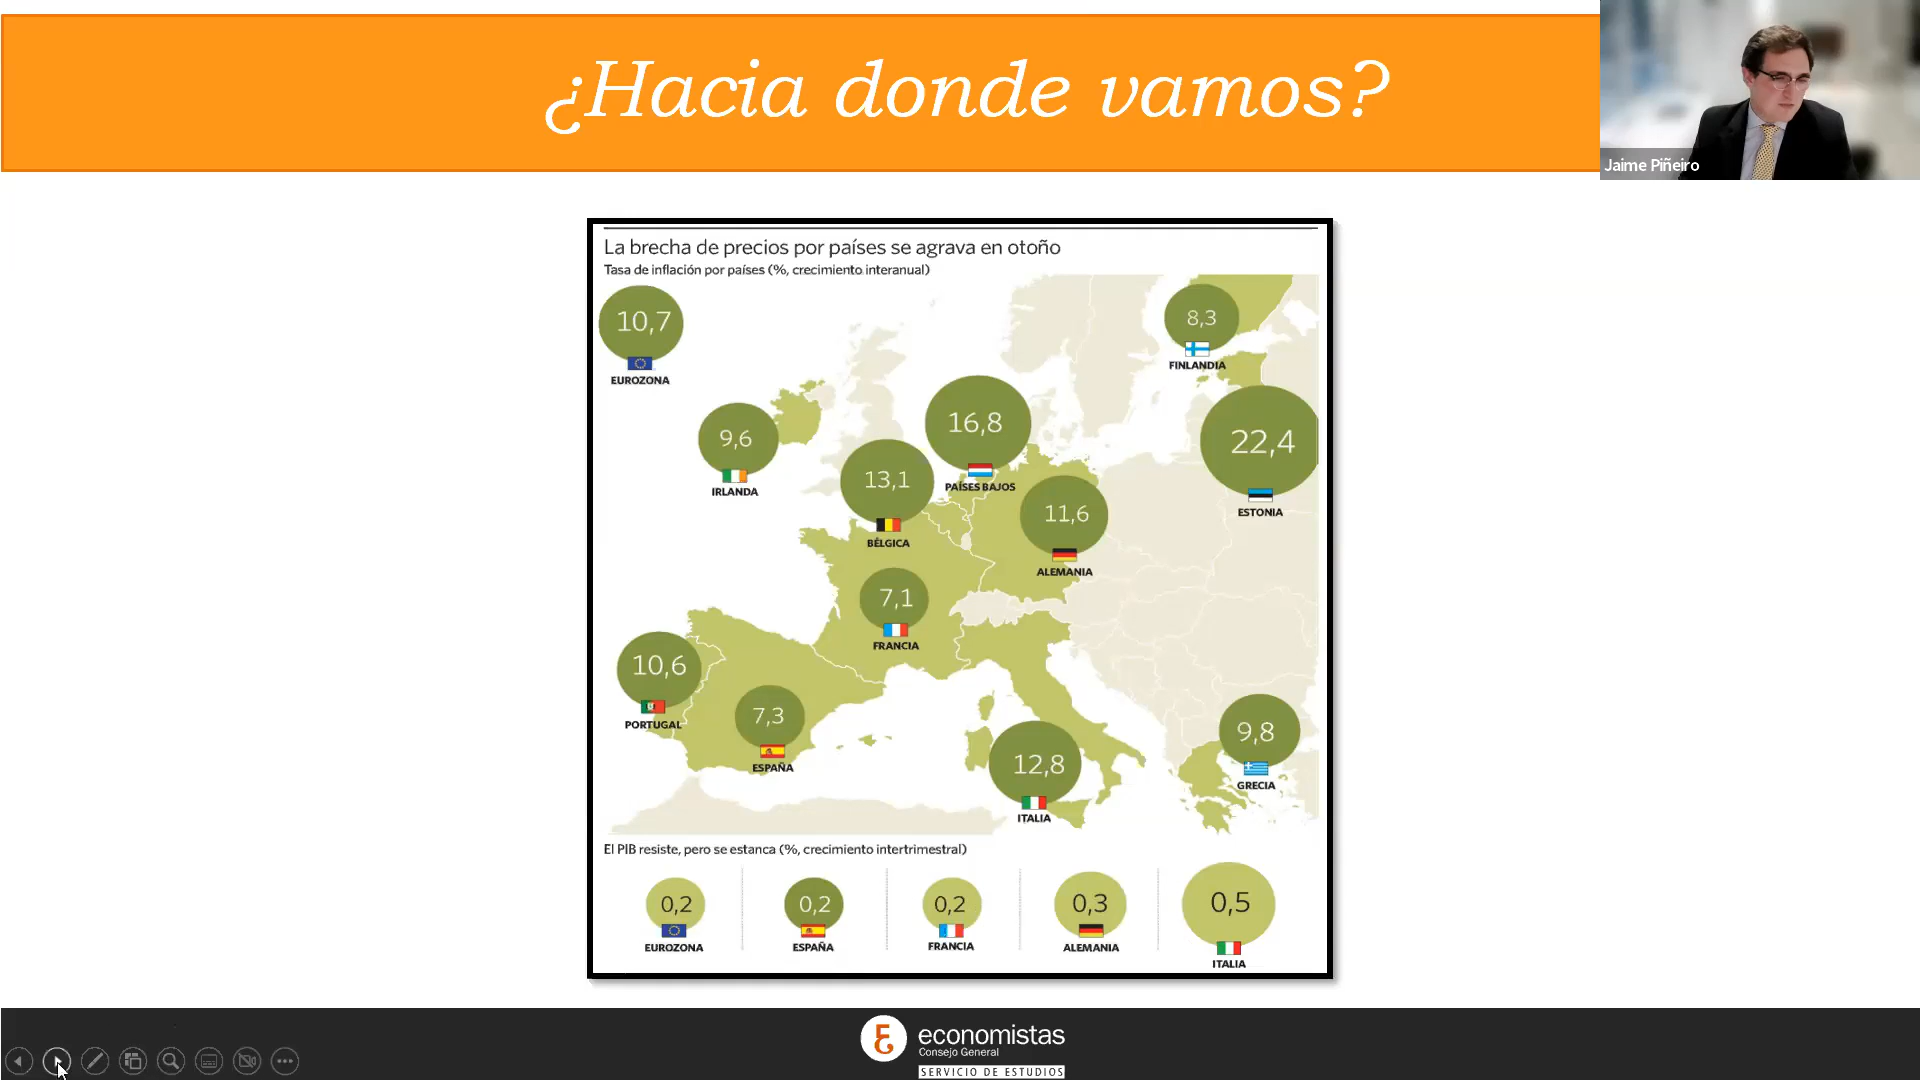 ¿Hacia donde vamos?
Jaime Piñeiro
La brecha de precios por países se agrava en otoño
Tasa de inflación por países (%, crecimiento interanual)
10,7
EUROZONA
8,3
FINLANDIA
9,6
IRLANDA
16,8
PAÍSES BAJOS
22,4
ESTONIA
13,1
BÉLGICA
11,6
ALEMANIA
7,1
FRANCIA
10,6
PORTUGAL
7,3
ESPAÑA
12,8
ITALIA
9,8
GRECIA
El PIB resiste, pero se estanca (%, crecimiento intertrimestral)
0,2
EUROZONA
0,2
ESPAÑA
0,2
FRANCIA
0,3
ALEMANIA
0,5
ITALIA
economistas
Consejo General
SERVICIO DE ESTUDIOS